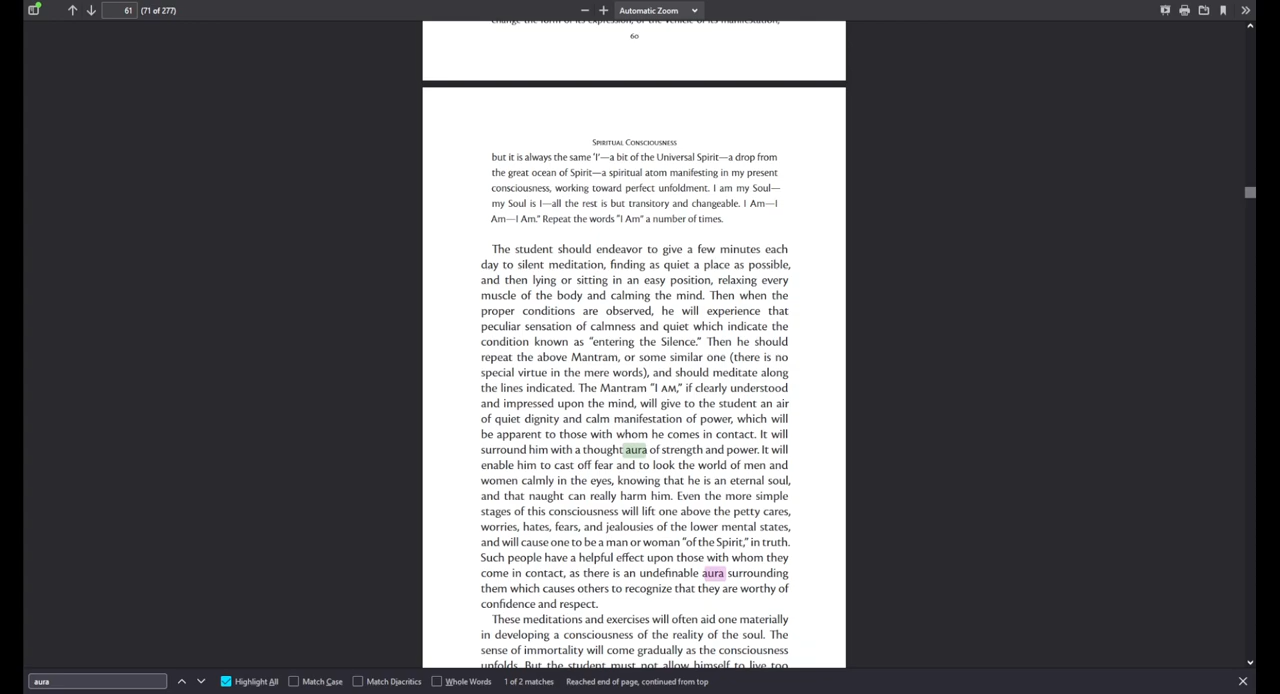 61
(71 of 277)
Automatic Zoom
change the form of its expression, or the vehicle of its manifestation,
60
Spiritual Consciousness
but it is always the same ‘I’—a bit of the Universal Spirit—a drop from
the great ocean of Spirit—a spiritual atom manifesting in my present
consciousness, working toward perfect unfoldment. I am my Soul—
my Soul is I—all the rest is but transitory and changeable. I Am—I
Am—I Am.” Repeat the words “I Am” a number of times.
The student should endeavor to give a few minutes each
day to silent meditation, finding as quiet a place as possible,
and then lying or sitting in an easy position, relaxing every
muscle of the body and calming the mind. Then when the
proper conditions are observed, he will experience that
peculiar sensation of calmness and quiet which indicate the
condition known as “entering the Silence.” Then he should
repeat the above Mantram, or some similar one (there is no
special virtue in the mere words), and should meditate along
the lines indicated. The Mantram “I AM,” if clearly understood
and impressed upon the mind, will give to the student an air
of quiet dignity and calm manifestation of power, which will
be apparent to those with whom he comes in contact. It will
surround him with a thought aura of strength and power. It will
enable him to cast off fear and to look the world of men and
women calmly in the eyes, knowing that he is an eternal soul,
and that naught can really harm him. Even the more simple
stages of this consciousness will lift one above the petty cares,
worries, hates, fears, and jealousies of the lower mental states,
and will cause one to be a man or woman “of the Spirit,” in truth.
Such people have a helpful effect upon those with whom they
come in contact, as there is an undefinable aura surrounding
them which causes others to recognize that they are worthy of
confidence and respect.
These meditations and exercises will often aid one materially
in developing a consciousness of the reality of the soul. The
sense of immortality will come gradually as the consciousness
unfolds. But the student must not allow himself to live too
aura
Highlight All
Match Case
Match Diacritics
Whole Words
1 of 2 matches
Reached end of page, continued from top